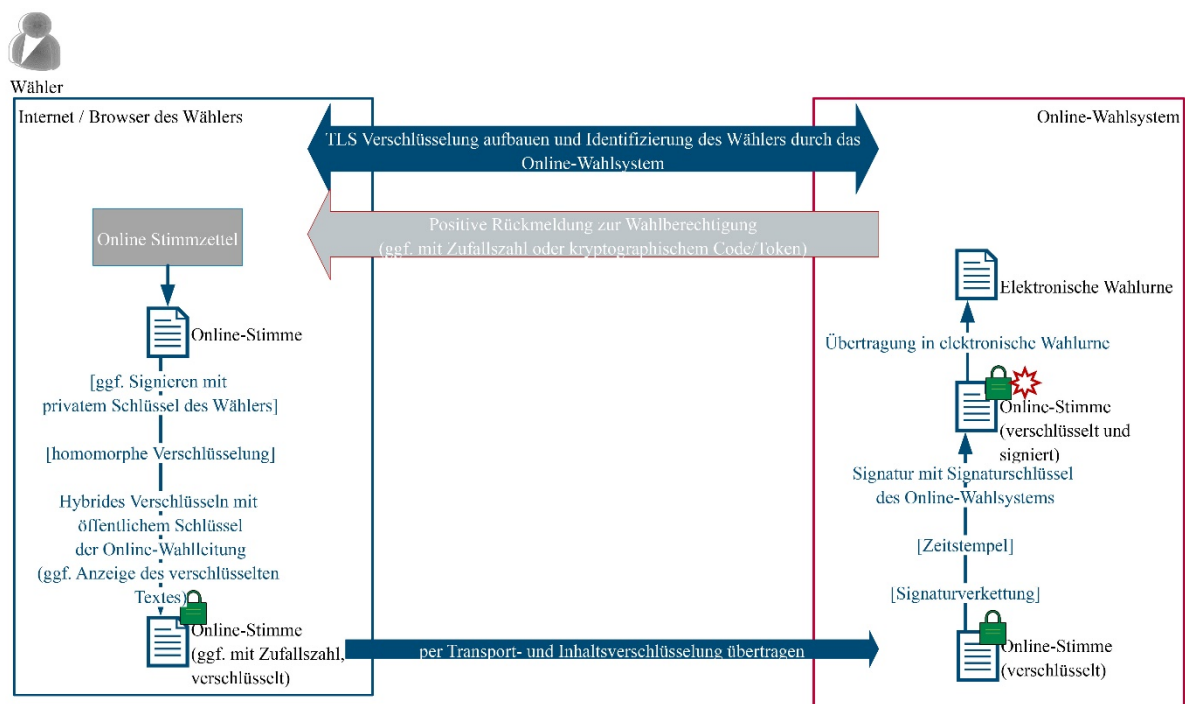 Wähler
Internet / Browser des Wählers
Online-Wahlsystem
TLS Verschlüsselung aufbauen und Identifizierung des Wählers durch das
Online-Wahlsystem
Positive Rückmeldung zur Wahlberechtigung
(ggf. mit Zufallszahl oder kryptographischem Code/Token)
Online Stimmzettel
Online-Stimme
[ggf. Signieren mit
privatem Schlüssel des Wählers]
[homomorphe Verschlüsselung]
Hybrides Verschlüsseln mit
öffentlichem Schlüssel
der Online-Wahlleitung
(ggf. Anzeige des verschlüsselten
Textes)
Online-Stimme
(ggf. mit Zufallszahl,
verschlüsselt)
per Transport- und Inhaltsverschlüsselung übertragen
Elektronische Wahlurne
Übertragung in elektronische Wahlurne
Online-Stimme
(verschlüsselt und
signiert)
Signatur mit Signaturschlüssel
des Online-Wahlsystems
[Zeitstempel]
[Signaturverkettung]
Online-Stimme
(verschlüsselt)